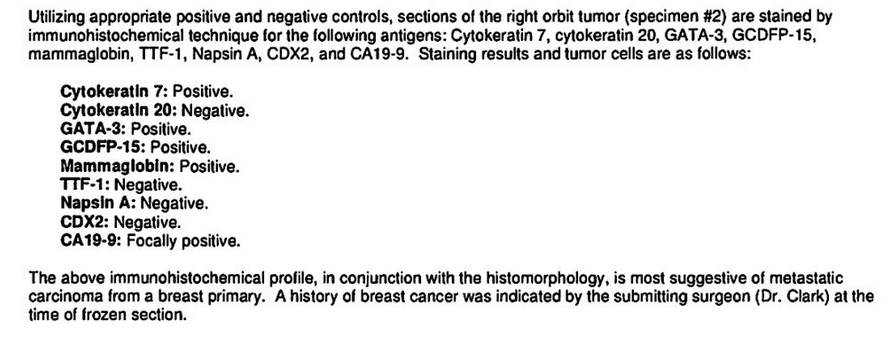 Utilizing appropriate positive and negative controls, sections of the right orbit tumor (specimen #2) are stained by
immunohistochemical technique for the following antigens: Cytokeratin 7, cytokeratin 20, GATA-3, GCDFP-15,
mammaglobin, TTF-1, Napsin A, CDX2, and CA19-9. Staining results and tumor cells are as follows:
Cytokeratin 7: Positive.
Cytokeratin 20: Negative.
GATA-3: Positive.
GCDFP-15: Positive.
Mammaglobin: Positive.
TTF-1: Negative.
Napsin A: Negative.
CDX2: Negative.
CA19-9: Focally positive.
The above immunohistochemical profile, in conjunction with the histomorphology, is most suggestive of metastatic
carcinoma from a breast primary. A history of breast cancer was indicated by the submitting surgeon (Dr. Clark) at the
time of frozen section.